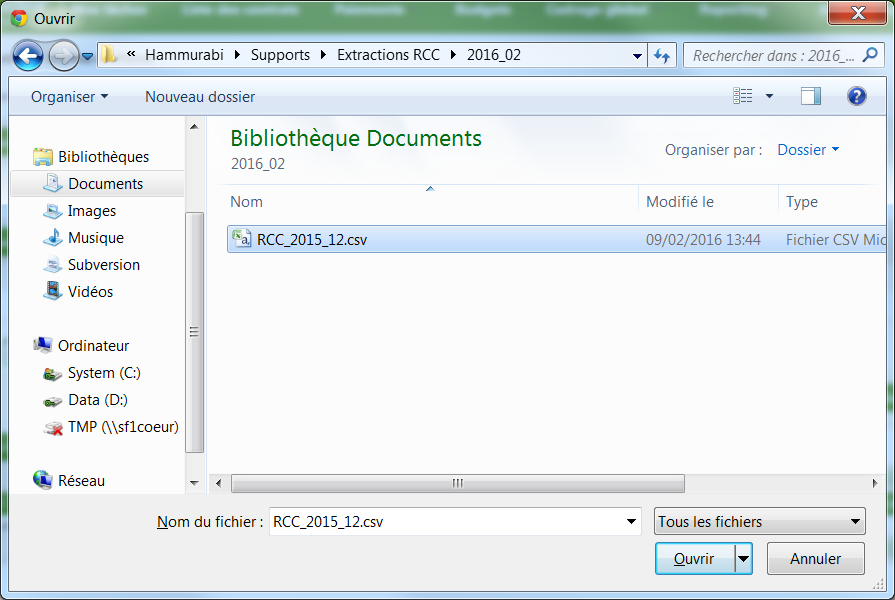 Ouvrir
« Hammurabi Supports Extractions RCC 2016_02 Rechercher dans : 2016_...
Organiser Nouveau dossier
Bibliothèques
Documents
Images
Musique
Subversion
Vidéos
Ordinateur
System (C:)
Data (D:)
TMP (\\sf1coeur)
Réseau
Bibliothèque Documents
2016_02
Organiser par : Dossier
Nom Modifié le Type
RCC_2015_12.csv 09/02/2016 13:44 Fichier CSV Mic
Nom du fichier : RCC_2015_12.csv Tous les fichiers
Ouvrir Annuler